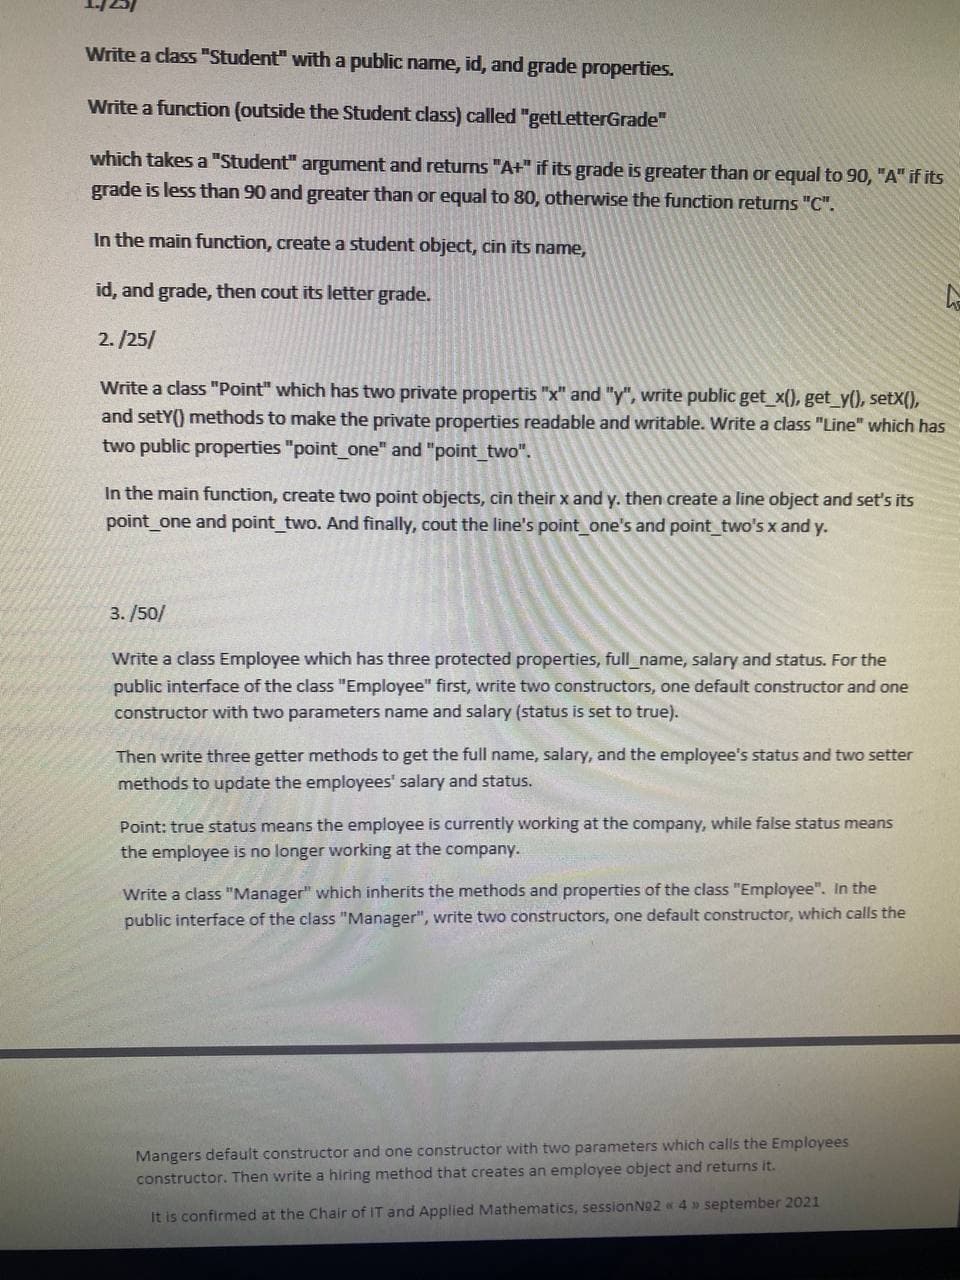 1./25/
Write a class "Student" with a public name, id, and grade properties.
Write a function (outside the Student class) called "getLetterGrade"
which takes a "Student" argument and returns "A+" if its grade is greater than or equal to 90, "A" if its
grade is less than 90 and greater than or equal to 80, otherwise the function returns "C".
In the main function, create a student object, cin its name,
id, and grade, then cout its letter grade.
2. /25/
Write a class "Point" which has two private propertis "x" and "y", write public get_x(), get_y(), setX(),
and setY() methods to make the private properties readable and writable. Write a class "Line" which has
two public properties "point_one" and "point_two".
In the main function, create two point objects, cin their x and y. then create a line object and set's its
point_one and point_two. And finally, cout the line's point_one's and point_two's x and y.
3. /50/
Write a class Employee which has three protected properties, full_name, salary and status. For the
public interface of the class "Employee" first, write two constructors, one default constructor and one
constructor with two parameters name and salary (status is set to true).
Then write three getter methods to get the full name, salary, and the employee's status and two setter
methods to update the employees' salary and status.
Point: true status means the employee is currently working at the company, while false status means
the employee is no longer working at the company.
Write a class "Manager" which inherits the methods and properties of the class "Employee". In the
public interface of the class "Manager", write two constructors, one default constructor, which calls the
Mangers default constructor and one constructor with two parameters which calls the Employees
constructor. Then write a hiring method that creates an employee object and returns it.
It is confirmed at the Chair of IT and Applied Mathematics, session№2 « 4 » september 2021